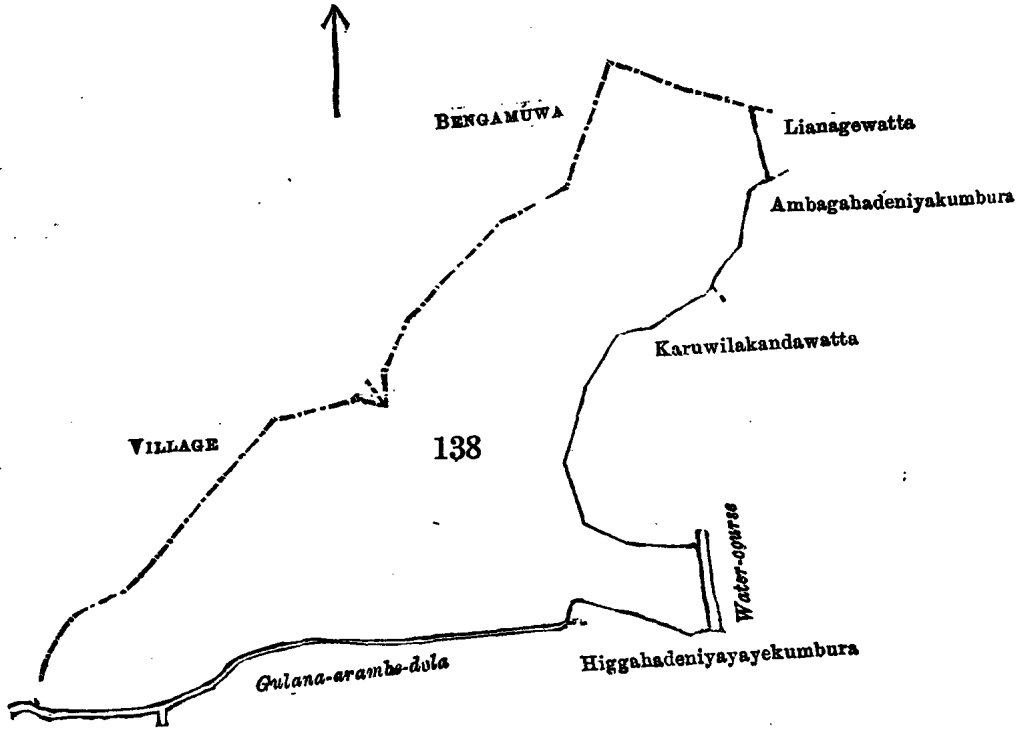 BENGAMUWA
Lianagewatta
Ambagahadeniyakumbura
Karuwilakandawatta
VILLAGE
138
Water-course
Higgahadeniyayayekumbura
Gulana-arambe-dola